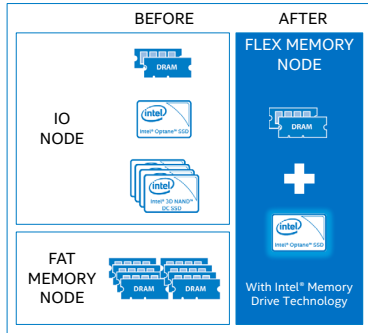 BEFORE
AFTER
IO
NODE
DRAM
intel
Intel® Optane™ SSD
intel
Intel® 3D NAND™
DC SSD
FAT
MEMORY
NODE
DRAM
DRAM
FLEX MEMORY
NODE
DRAM
intel
Intel® Optane™ SSD
With Intel® Memory
Drive Technology